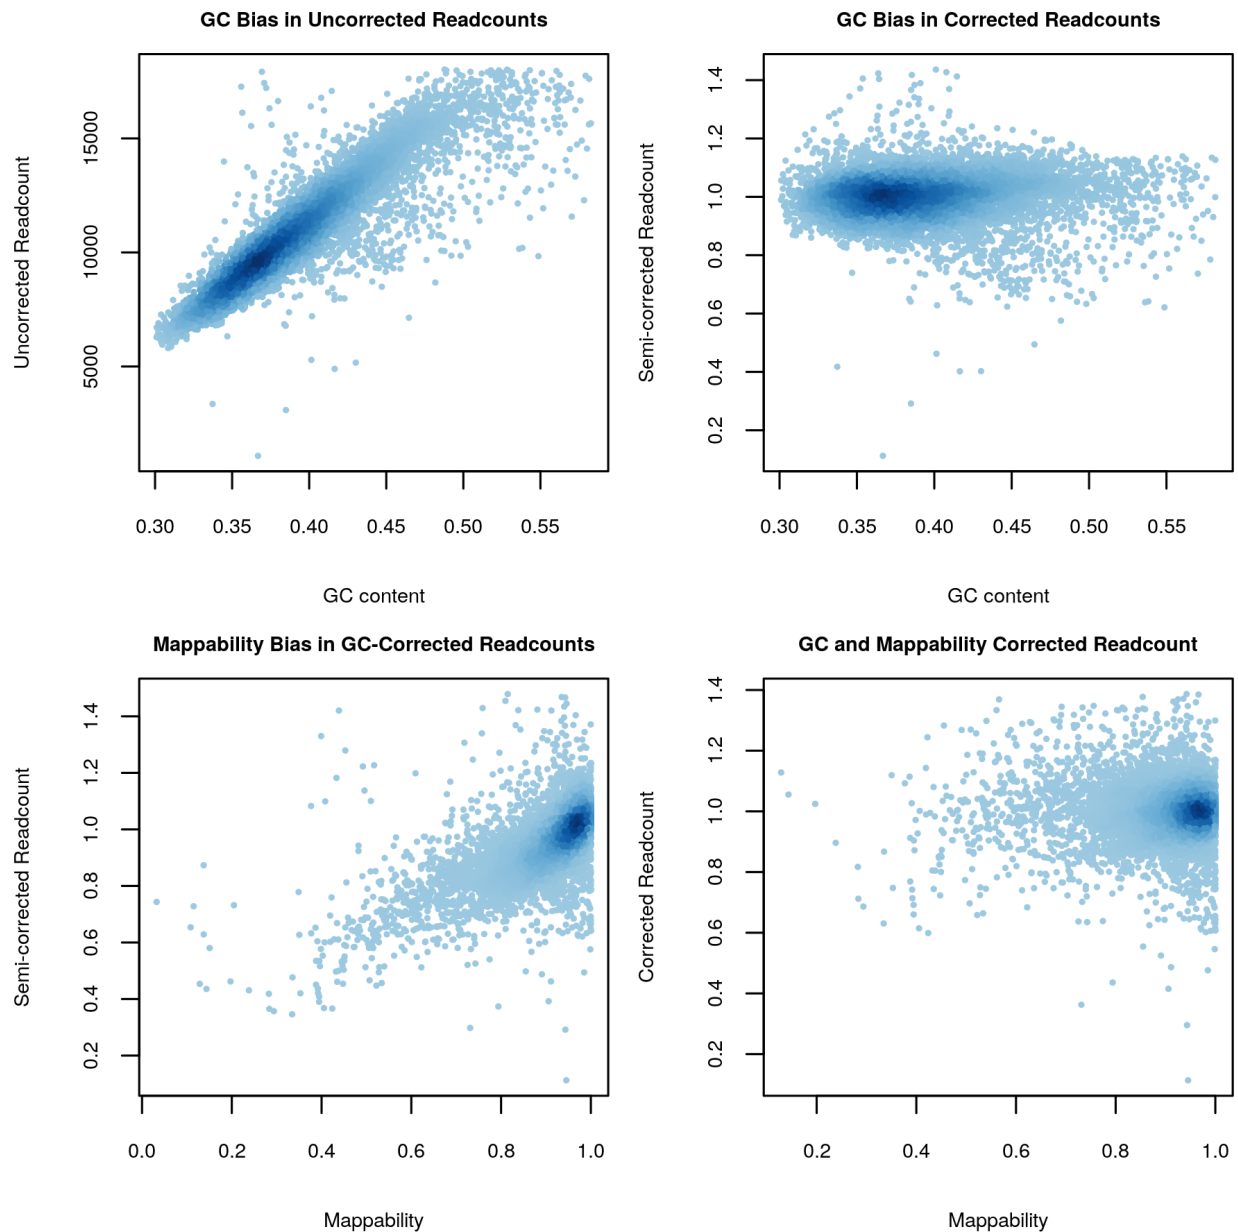 GC Bias in Uncorrected Readcounts
Uncorrected Readcount
15000
10000
5000
0.30 0.35 0.40 0.45 0.50 0.55
GC content
GC Bias in Corrected Readcounts
Semi-corrected Readcount
1.4
1.2
1.0
0.8
0.6
0.4
0.2
0.30 0.35 0.40 0.45 0.50 0.55
GC content
Mappability Bias in GC-Corrected Readcounts
Semi-corrected Readcount
1.4
1.2
1.0
0.8
0.6
0.4
0.2
0.0 0.2 0.4 0.6 0.8 1.0
Mappability
GC and Mappability Corrected Readcount
Corrected Readcount
1.4
1.2
1.0
0.8
0.6
0.4
0.2
0.2 0.4 0.6 0.8 1.0
Mappability